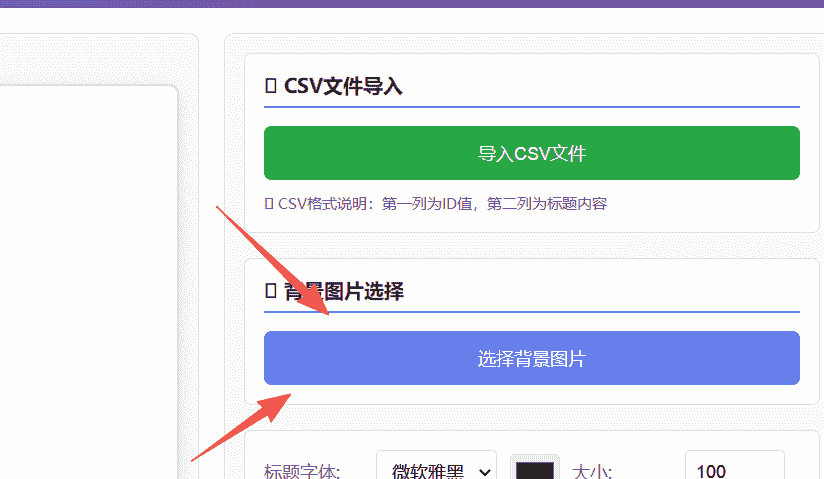 CSV文件导入
导入CSV文件
CSV格式说明：第一列为ID值，第二列为标题内容
背景图片选择
选择背景图片
标题字体: 微软雅黑 大小: 100